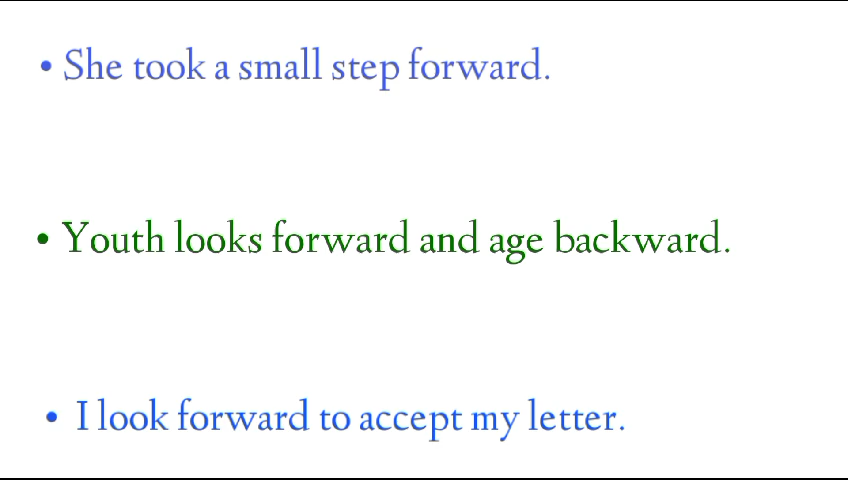 • She took a small step forward.
• Youth looks forward and age backward.
• I look forward to accept my letter.